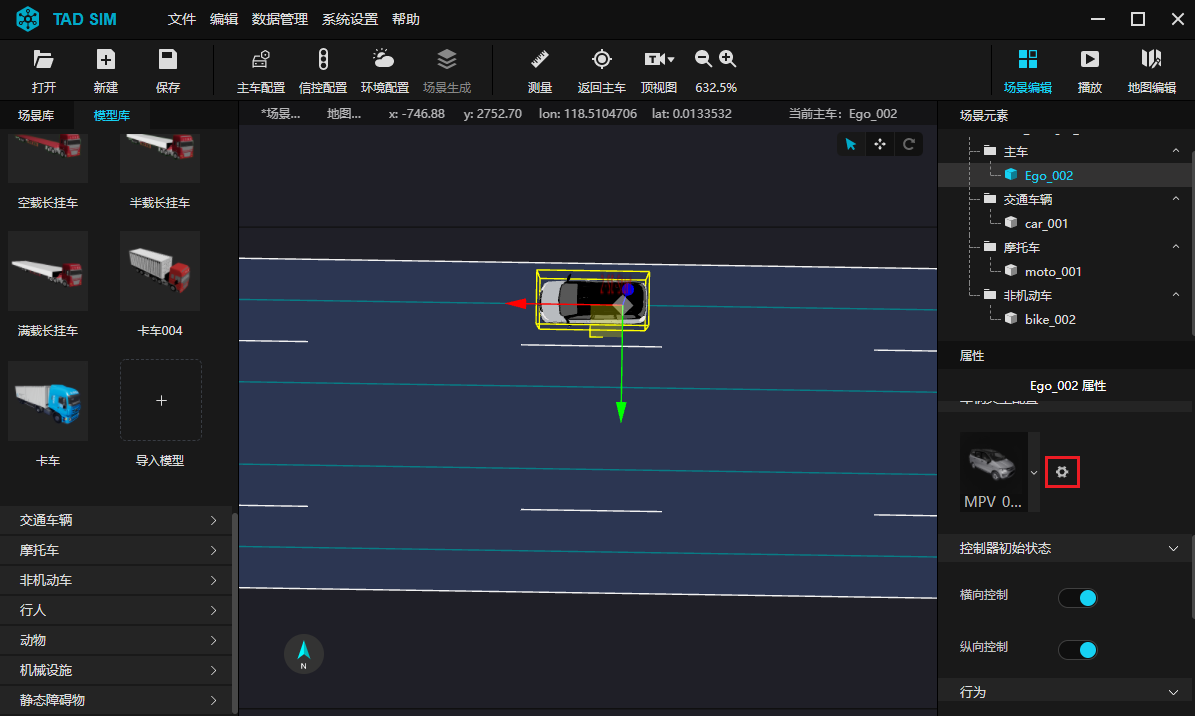 TAD SIM 文件 编辑 数据管理 系统设置 帮助
打开 新建 保存 主车配置 信控配置 环境配置 场景生成 测量 返回主车 顶视图 632.5% 场景编辑 播放 地图编辑
场景库 模型库 *场景... 地图... x: -746.88 y: 2752.70 lon: 118.5104706 lat: 0.0133532 当前主车: Ego_002 场景元素
空载长挂车 半载长挂车
满载长挂车 卡车004
卡车 导入模型
交通车辆
摩托车
非机动车
行人
动物
机械设施
静态障碍物
N
主车
Ego_002
交通车辆
car_001
摩托车
moto_001
非机动车
bike_002
属性
Ego_002 属性
MPV_0...
控制器初始状态
横向控制
纵向控制
行为